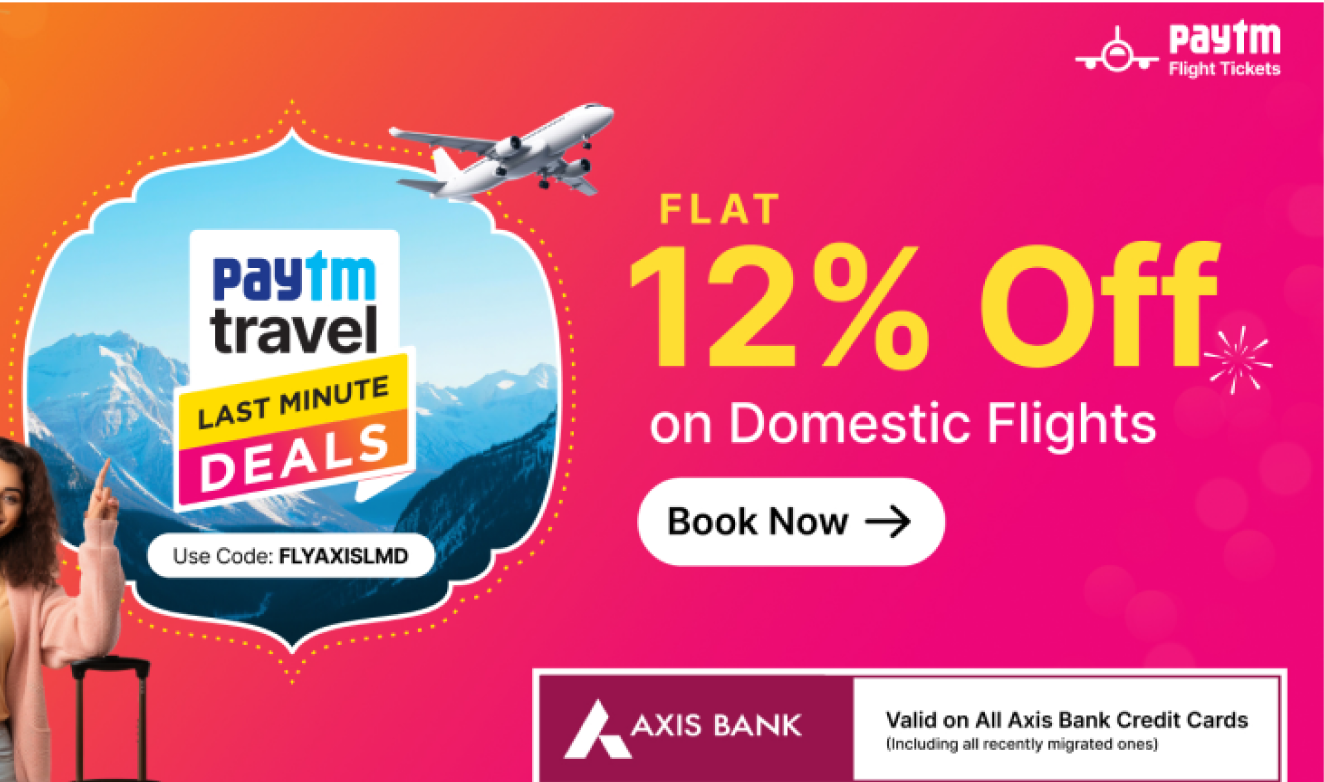 paytm
Flight Tickets
paytm
travel
LAST MINUTE
DEALS
Use Code: FLYAXISLMD
FLAT
12% Off
on Domestic Flights
Book Now
AXIS BANK
Valid on All Axis Bank Credit Cards
(Including all recently migrated ones)